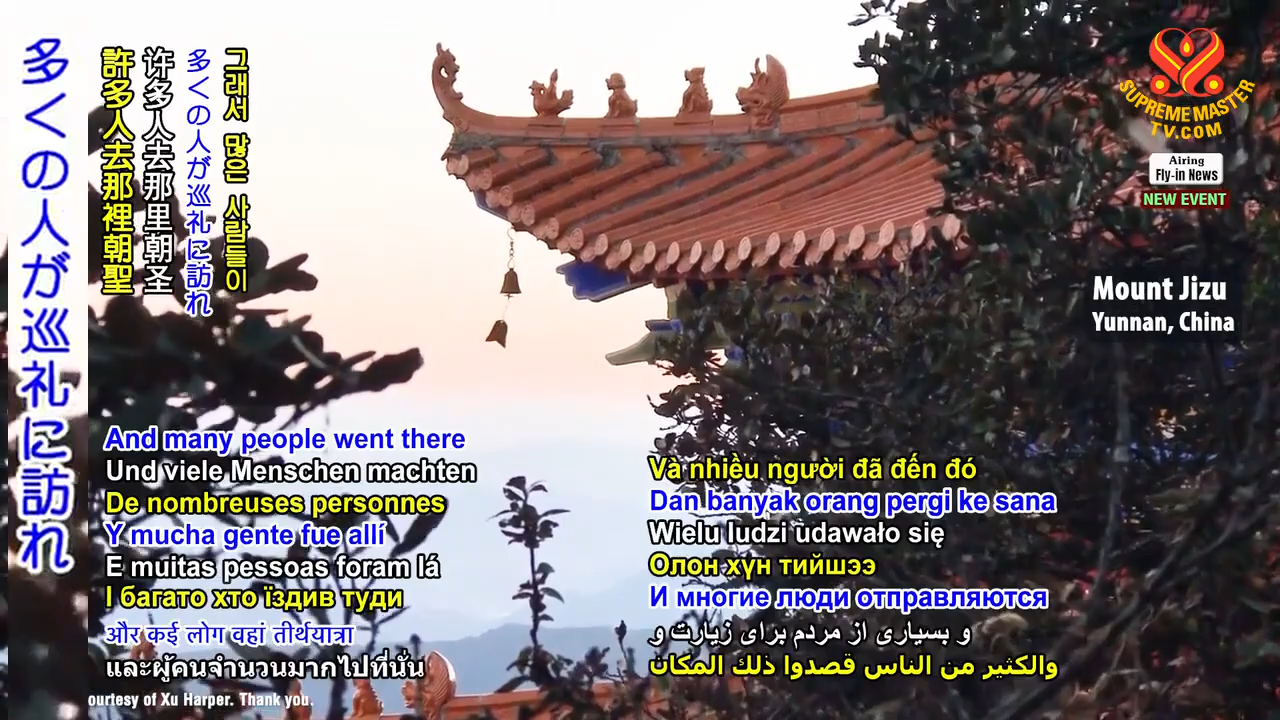 多くの人が巡礼に訪れ
許多人去那裡朝聖
许多人去那里朝圣
多くの人が巡礼に訪れ
그래서 많은 사람들이
SUPREME MASTER
TV.COM
Airing
Fly-in News
NEW EVENT
Mount Jizu
Yunnan, China
And many people went there
Und viele Menschen machten
De nombreuses personnes
Y mucha gente fue allí
E muitas pessoas foram lá
І багато хто їздив туди
और कई लोग वहां तीर्थयात्रा
และผู้คนจำนวนมากไปที่นั่น
Và nhiều người đã đến đó
Dan banyak orang pergi ke sana
Wielu ludzi udawało się
Олон хүн тийшээ
И многие люди отправляются
و بسیاری از مردم برای زیارت و
والكثير من الناس قصدوا ذلك المكان
ourtesy of Xu Harper. Thank you.